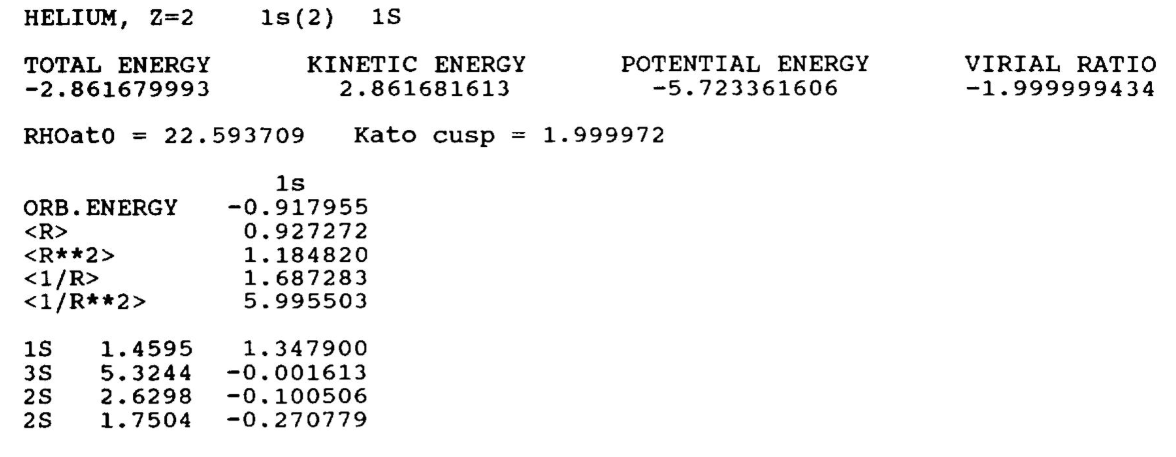 HELIUM, Z=2 1s(2) 1S
TOTAL ENERGY KINETIC ENERGY POTENTIAL ENERGY VIRIAL RATIO
-2.861679993 2.861681613 -5.723361606 -1.999999434
RHOat0 = 22.593709 Kato cusp = 1.999972
1s
ORB.ENERGY -0.917955
<R> 0.927272
<R**2> 1.184820
<1/R> 1.687283
<1/R**2> 5.995503
1S 1.4595 1.347900
3S 5.3244 -0.001613
2S 2.6298 -0.100506
2S 1.7504 -0.270779